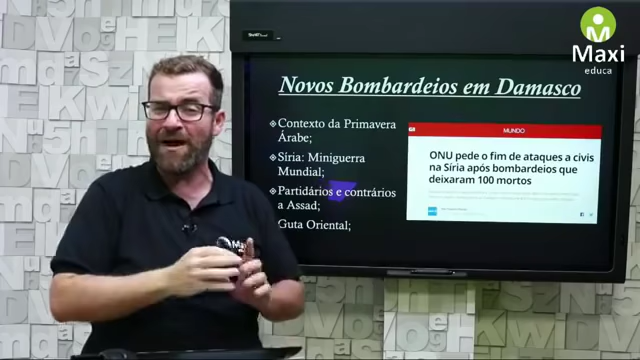 Maxi
educa
Novos Bombardeios em Damasco
Contexto da Primavera
Árabe;
Síria: Miniguerra
Mundial;
Partidários e contrários
a Assad;
Guta Oriental;
MUNDO
ONU pede o fim de ataques a civis
na Síria após bombardeios que
deixaram 100 mortos